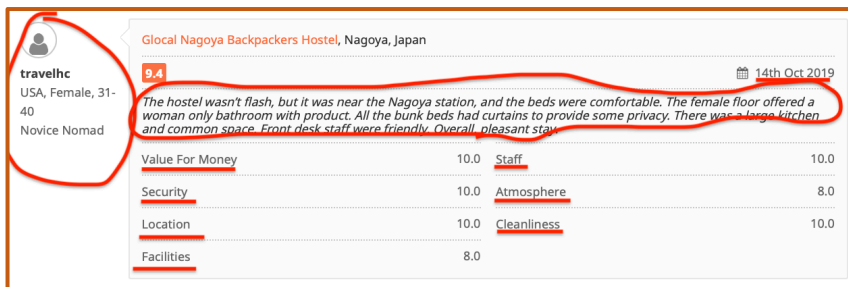 Glocal Nagoya Backpackers Hostel, Nagoya, Japan
travelhc
USA, Female, 31-
40
Novice Nomad
9.4
14th Oct 2019
The hostel wasn't flash, but it was near the Nagoya station, and the beds were comfortable. The female floor offered a
woman only bathroom with product. All the bunk beds had curtains to provide some privacy. There was a large kitchen
and common space. Front desk staff were friendly. Overall, pleasant stay.
Value For Money 10.0 Staff 10.0
Security 10.0 Atmosphere 8.0
Location 10.0 Cleanliness 10.0
Facilities 8.0